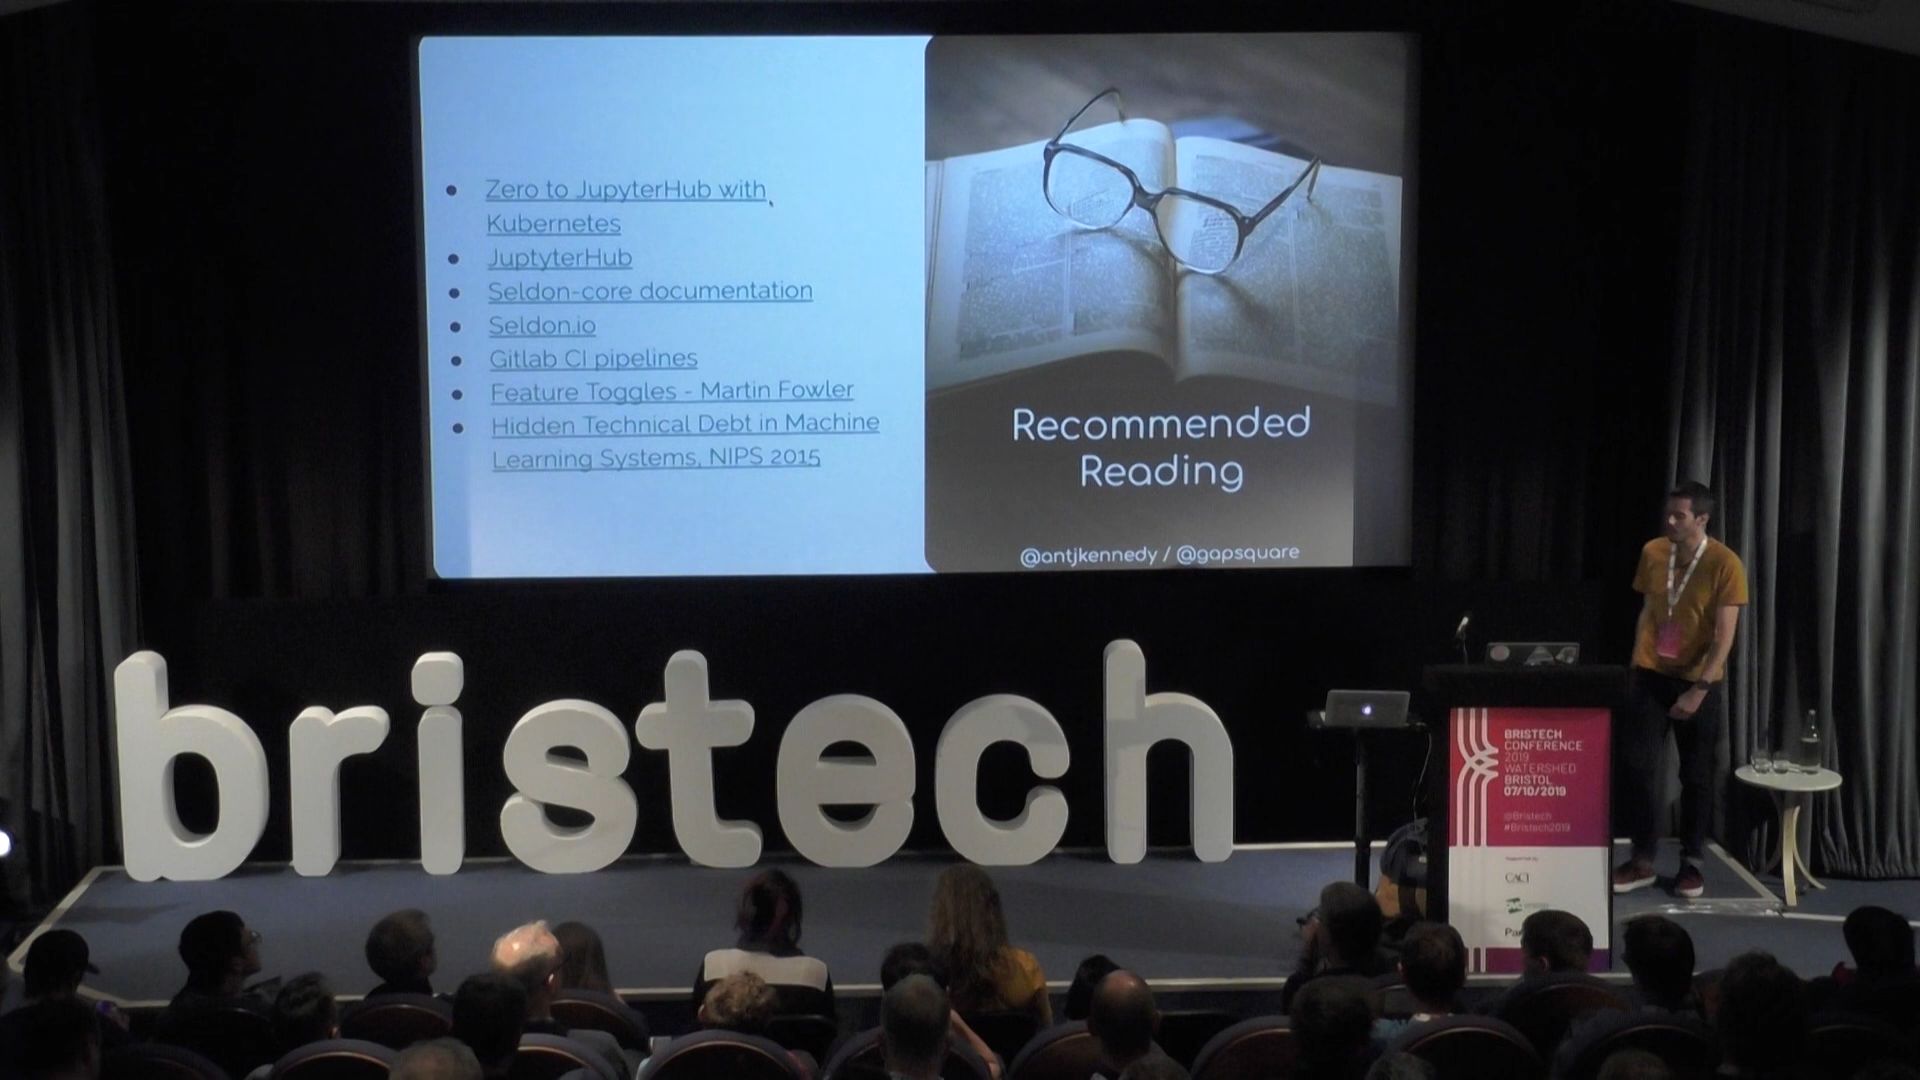 Zero to JupyterHub with
Kubernetes
JuptyterHub
Seldon-core documentation
Seldon.io
Gitlab CI pipelines
Feature Toggles - Martin Fowler
Hidden Technical Debt in Machine
Learning Systems, NIPS 2015
Recommended
Reading
@antjkennedy / @gapsquare
bristech
BRISTECH
CONFERENCE
2019
WATERSHED
BRISTOL
07/10/2019
@Bristech
#Bristech2019
CACI